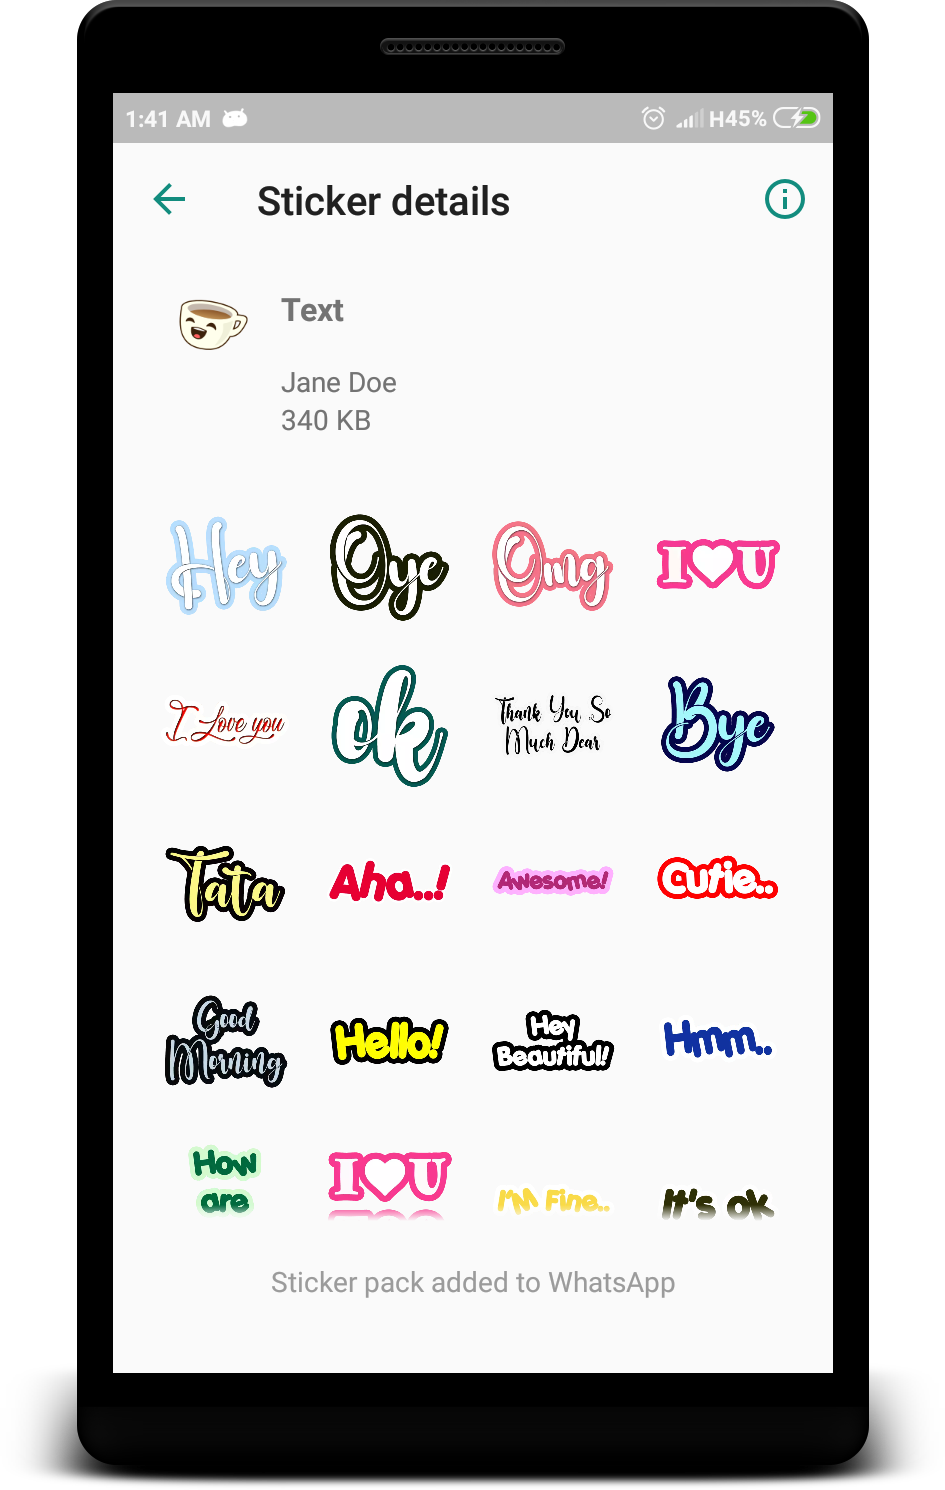 1:41 AM H45%
Sticker details
Text
Jane Doe
340 KB
Hey Oye Omg I♥U
I Love you ok Thank You So
Much Dear Bye
Tata Aha..! Awesome! Cutie..
Good
Morning Hello! Hey
Beautiful! Hmm..
How
are I♥U I'M Fine.. It's ok
Sticker pack added to WhatsApp